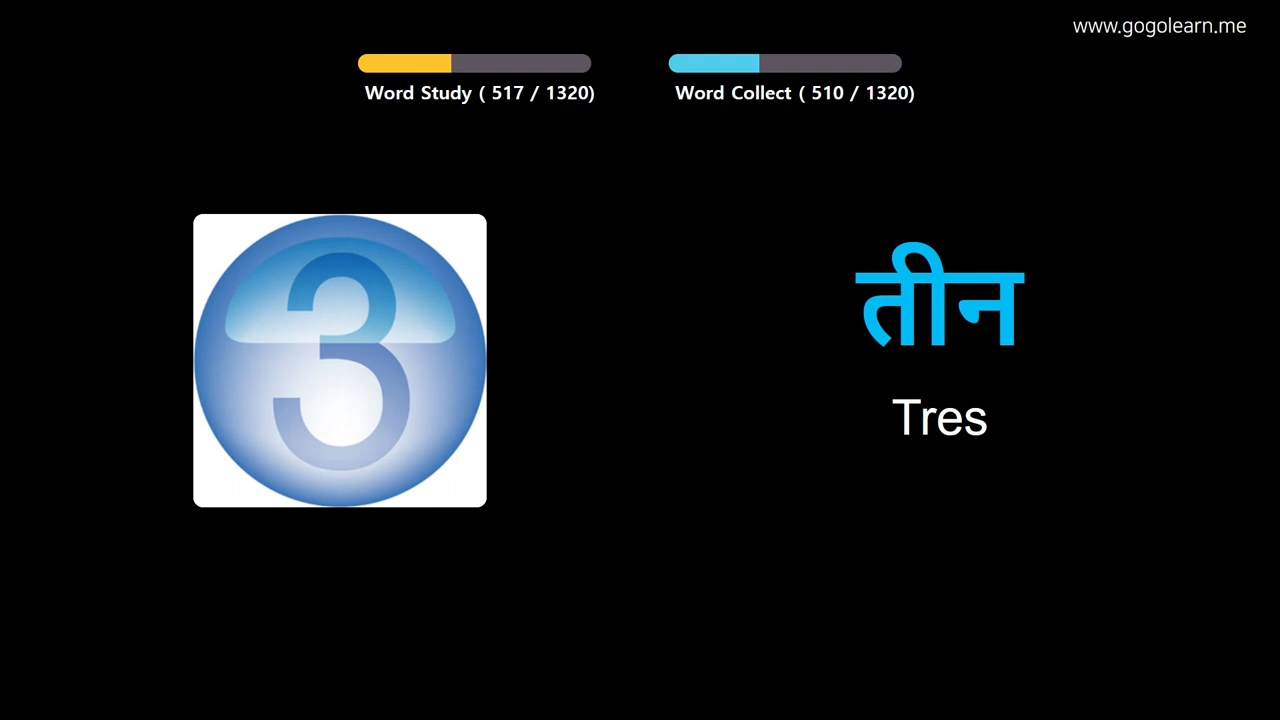 www.gogolearn.me
Word Study ( 517 / 1320)
Word Collect ( 510 / 1320)
3
तीन
Tres